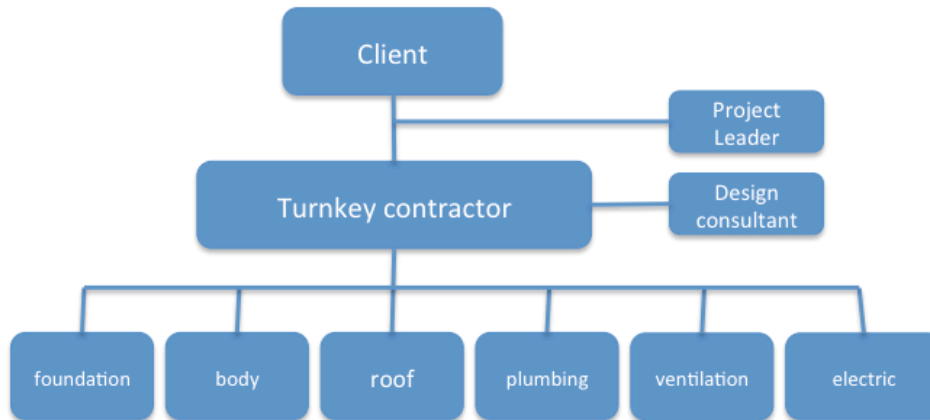 Client
Project
Leader
Turnkey contractor
Design
consultant
foundation
body
roof
plumbing
ventilation
electric